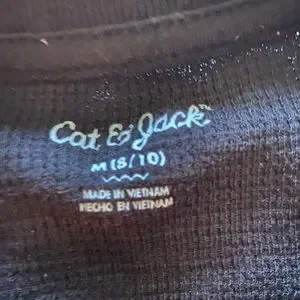 Cat & Jack™
M (8/10)
MADE IN VIETNAM
HECHO EN VIETNAM